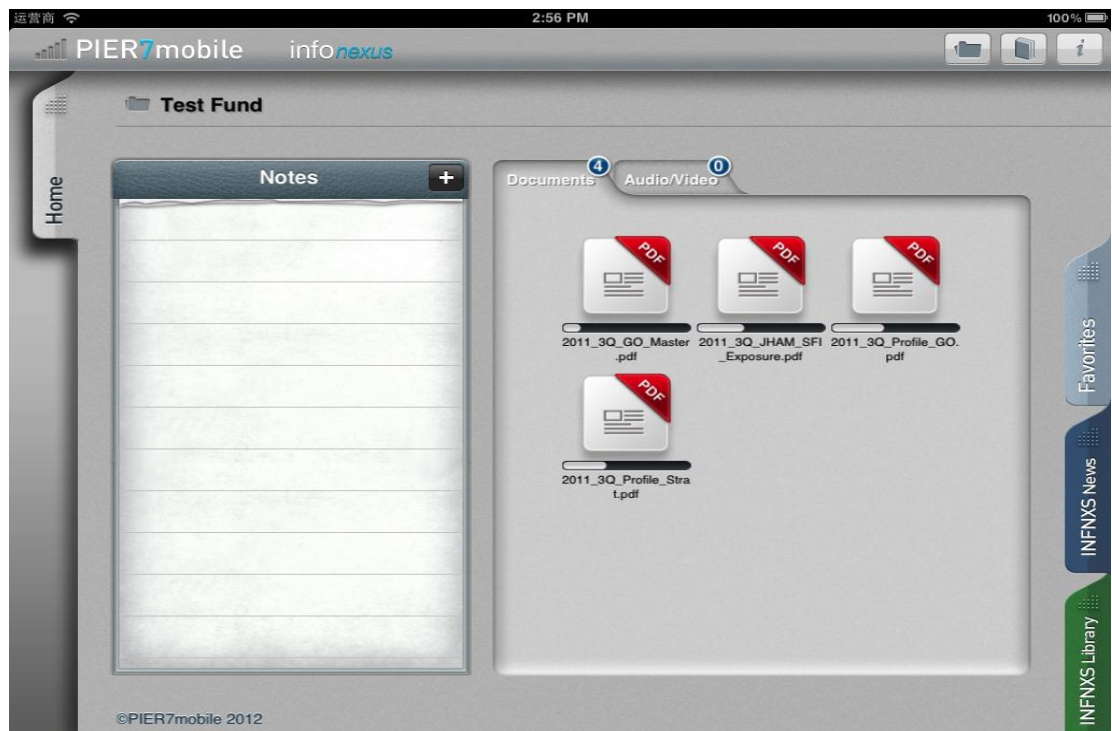 运营商 2:56 PM 100%
PIER7mobile infonexus i
Test Fund
Home
Notes +
Documents 4 Audio/Video 0
PDF PDF PDF
2011_3Q_GO_Master 2011_3Q_JHAM_SFI 2011_3Q_Profile_GO.
.pdf _Exposure.pdf pdf
PDF
2011_3Q_Profile_Stra
t.pdf
Favorites
INFNXS News
INFNXS Library
©PIER7mobile 2012